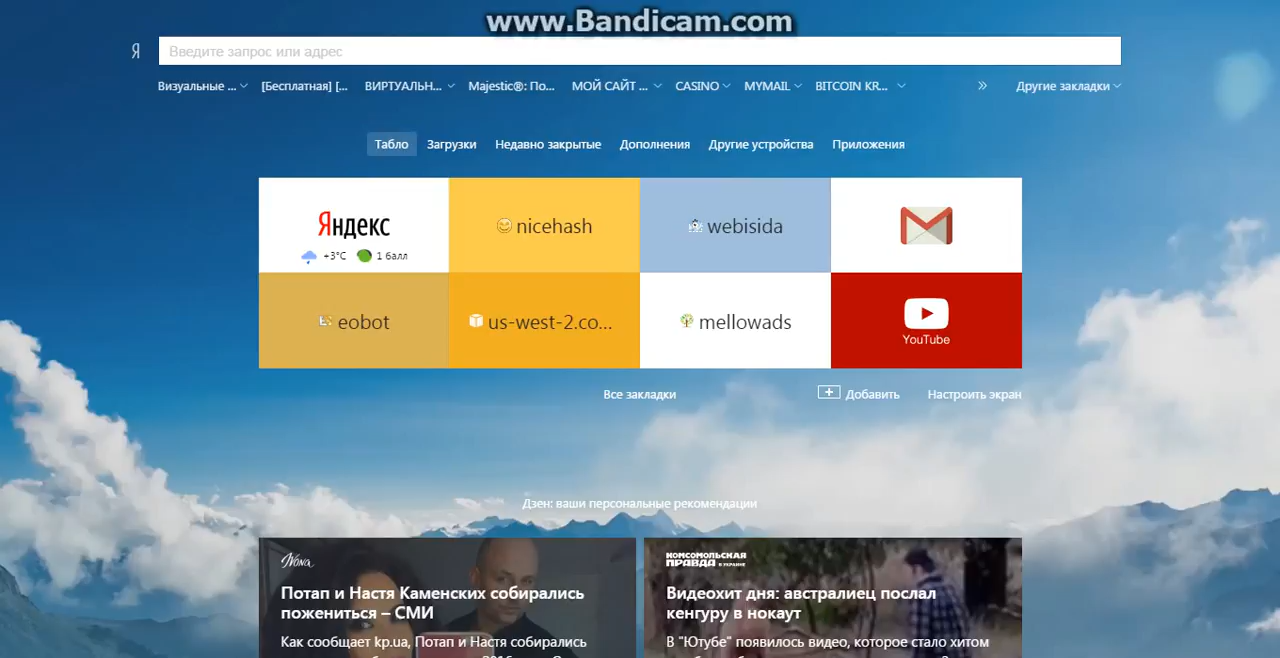 www.Bandicam.com
Я
Введите запрос или адрес
Визуальные ... [Бесплатная] [... ВИРТУАЛЬН... Majestic®: По... МОЙ САЙТ ... CASINO MYMAIL BITCOIN KR... » Другие закладки
Табло Загрузки Недавно закрытые Дополнения Другие устройства Приложения
Яндекс
+3°C 1 балл
nicehash
webisida
eobot
us-west-2.co...
mellowads
YouTube
Все закладки Добавить Настроить экран
Дзен: ваши персональные рекомендации
Wona
Потап и Настя Каменских собирались
пожениться – СМИ
Как сообщает kp.ua, Потап и Настя собирались
КОМСОМОЛЬСКАЯ
ПРАВДА В УКРАИНЕ
Видеохит дня: австралиец послал
кенгуру в нокаут
В "Ютубе" появилось видео, которое стало хитом